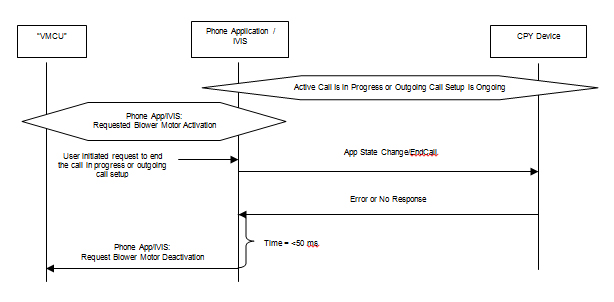 "VMCU"
Phone Application /
IVIS
CPY Device
Active Call is in Progress or Outgoing Call Setup is Ongoing
Phone App/IVIS:
Requested Blower Motor Activation
User initiated request to end
the call in progress or outgoing
call setup
App State Change/EndCall
Error or No Response
Time = <50 ms
Phone App/IVIS:
Request Blower Motor Deactivation